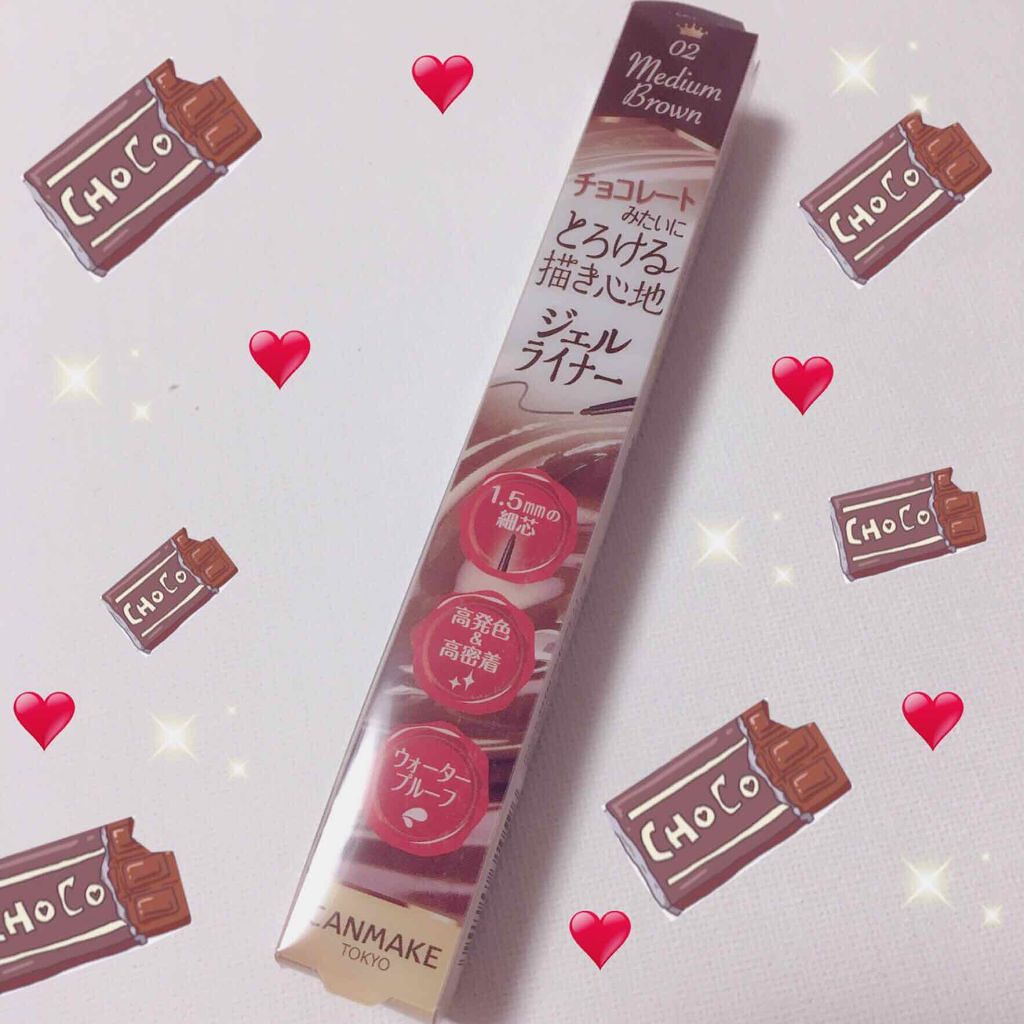 02
Medium
Brown
チョコレート
みたいに
とろける
描き心地
ジェル
ライナー
1.5mmの
細芯
高発色
&
高密着
ウォーター
プルーフ
CANMAKE
TOKYO
CHOCO
CHOCO
CHOCO
CHOCO
CHOCO
CHOCO